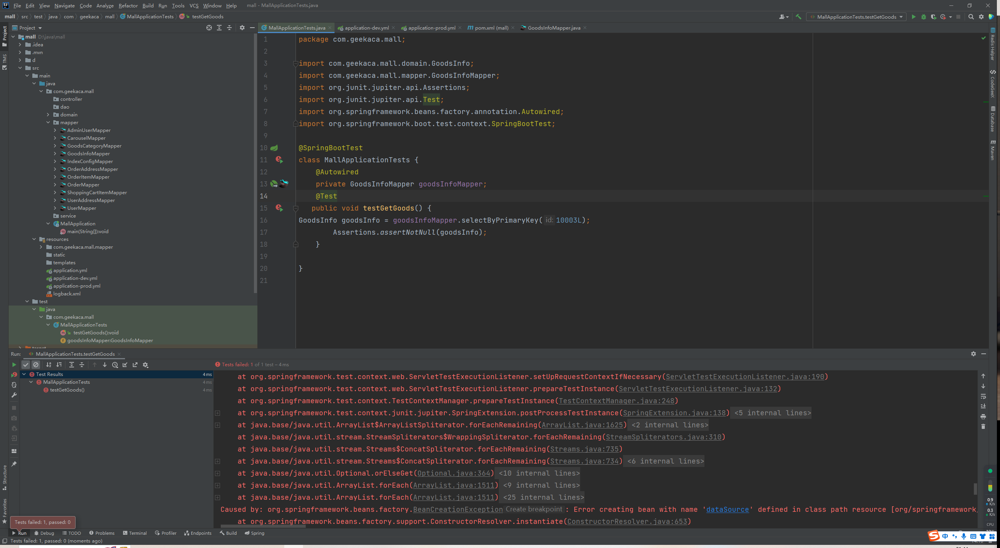 File Edit View Navigate Code Analyze Refactor Build Run Tools VCS Window Help mall - MallApplicationTests.java
mall src test java com geekaca mall MallApplicationTests testGetGoods
MallApplicationTests.testGetGoods
Project
MallApplicationTests.java application-dev.yml application-prod.yml pom.xml (mall) GoodsInfoMapper.java
Project
TMS
Structure
Favorites
mall D:\java\mall
.idea
.mvn
d
src
main
java
com.geekaca.mall
controller
dao
domain
mapper
AdminUserMapper
CarouselMapper
GoodsCategoryMapper
GoodsInfoMapper
IndexConfigMapper
OrderAddressMapper
OrderItemMapper
OrderMapper
ShoppingCartItemMapper
UserAddressMapper
UserMapper
service
MallApplication
main(String[]):void
resources
com.geekaca.mall.mapper
static
templates
application.yml
application-dev.yml
application-prod.yml
logback.xml
test
java
com.geekaca.mall
MallApplicationTests
testGetGoods():void
goodsInfoMapper:GoodsInfoMapper
target
1 package com.geekaca.mall;
2
3 import com.geekaca.mall.domain.GoodsInfo;
4 import com.geekaca.mall.mapper.GoodsInfoMapper;
5 import org.junit.jupiter.api.Assertions;
6 import org.junit.jupiter.api.Test;
7 import org.springframework.beans.factory.annotation.Autowired;
8 import org.springframework.boot.test.context.SpringBootTest;
9
10 @SpringBootTest
11 class MallApplicationTests {
12 @Autowired
13 private GoodsInfoMapper goodsInfoMapper;
14 @Test
15 public void testGetGoods() {
16 GoodsInfo goodsInfo = goodsInfoMapper.selectByPrimaryKey( id: 10003L);
17 Assertions.assertNotNull(goodsInfo);
18 }
19
20 }
21
Redis Helper
CodeGeeX
Database
Maven
Run: MallApplicationTests.testGetGoods
Tests failed: 1 of 1 test – 4 ms
Test Results 4 ms
MallApplicationTests 4 ms
testGetGoods() 4 ms
at org.springframework.test.context.web.ServletTestExecutionListener.setUpRequestContextIfNecessary(ServletTestExecutionListener.java:190)
at org.springframework.test.context.web.ServletTestExecutionListener.prepareTestInstance(ServletTestExecutionListener.java:132)
at org.springframework.test.context.TestContextManager.prepareTestInstance(TestContextManager.java:248)
at org.springframework.test.context.junit.jupiter.SpringExtension.postProcessTestInstance(SpringExtension.java:138) <5 internal lines>
at java.base/java.util.ArrayList$ArrayListSpliterator.forEachRemaining(ArrayList.java:1625) <2 internal lines>
at java.base/java.util.stream.StreamSpliterators$WrappingSpliterator.forEachRemaining(StreamSpliterators.java:310)
at java.base/java.util.stream.Streams$ConcatSpliterator.forEachRemaining(Streams.java:735)
at java.base/java.util.stream.Streams$ConcatSpliterator.forEachRemaining(Streams.java:734) <6 internal lines>
at java.base/java.util.Optional.orElseGet(Optional.java:364) <10 internal lines>
at java.base/java.util.ArrayList.forEach(ArrayList.java:1511) <9 internal lines>
at java.base/java.util.ArrayList.forEach(ArrayList.java:1511) <25 internal lines>
Caused by: org.springframework.beans.factory.BeanCreationException Create breakpoint : Error creating bean with name 'dataSource' defined in class path resource [org/springframework,
at org.springframework.beans.factory.support.ConstructorResolver.instantiate(ConstructorResolver.java:653)
Tests failed: 1, passed: 0
0.9
K/s
0.3
K/s
CPU
Run Debug TODO Problems Terminal Profiler Endpoints Build Spring
中
Tests failed: 1, passed: 0 (moments ago)